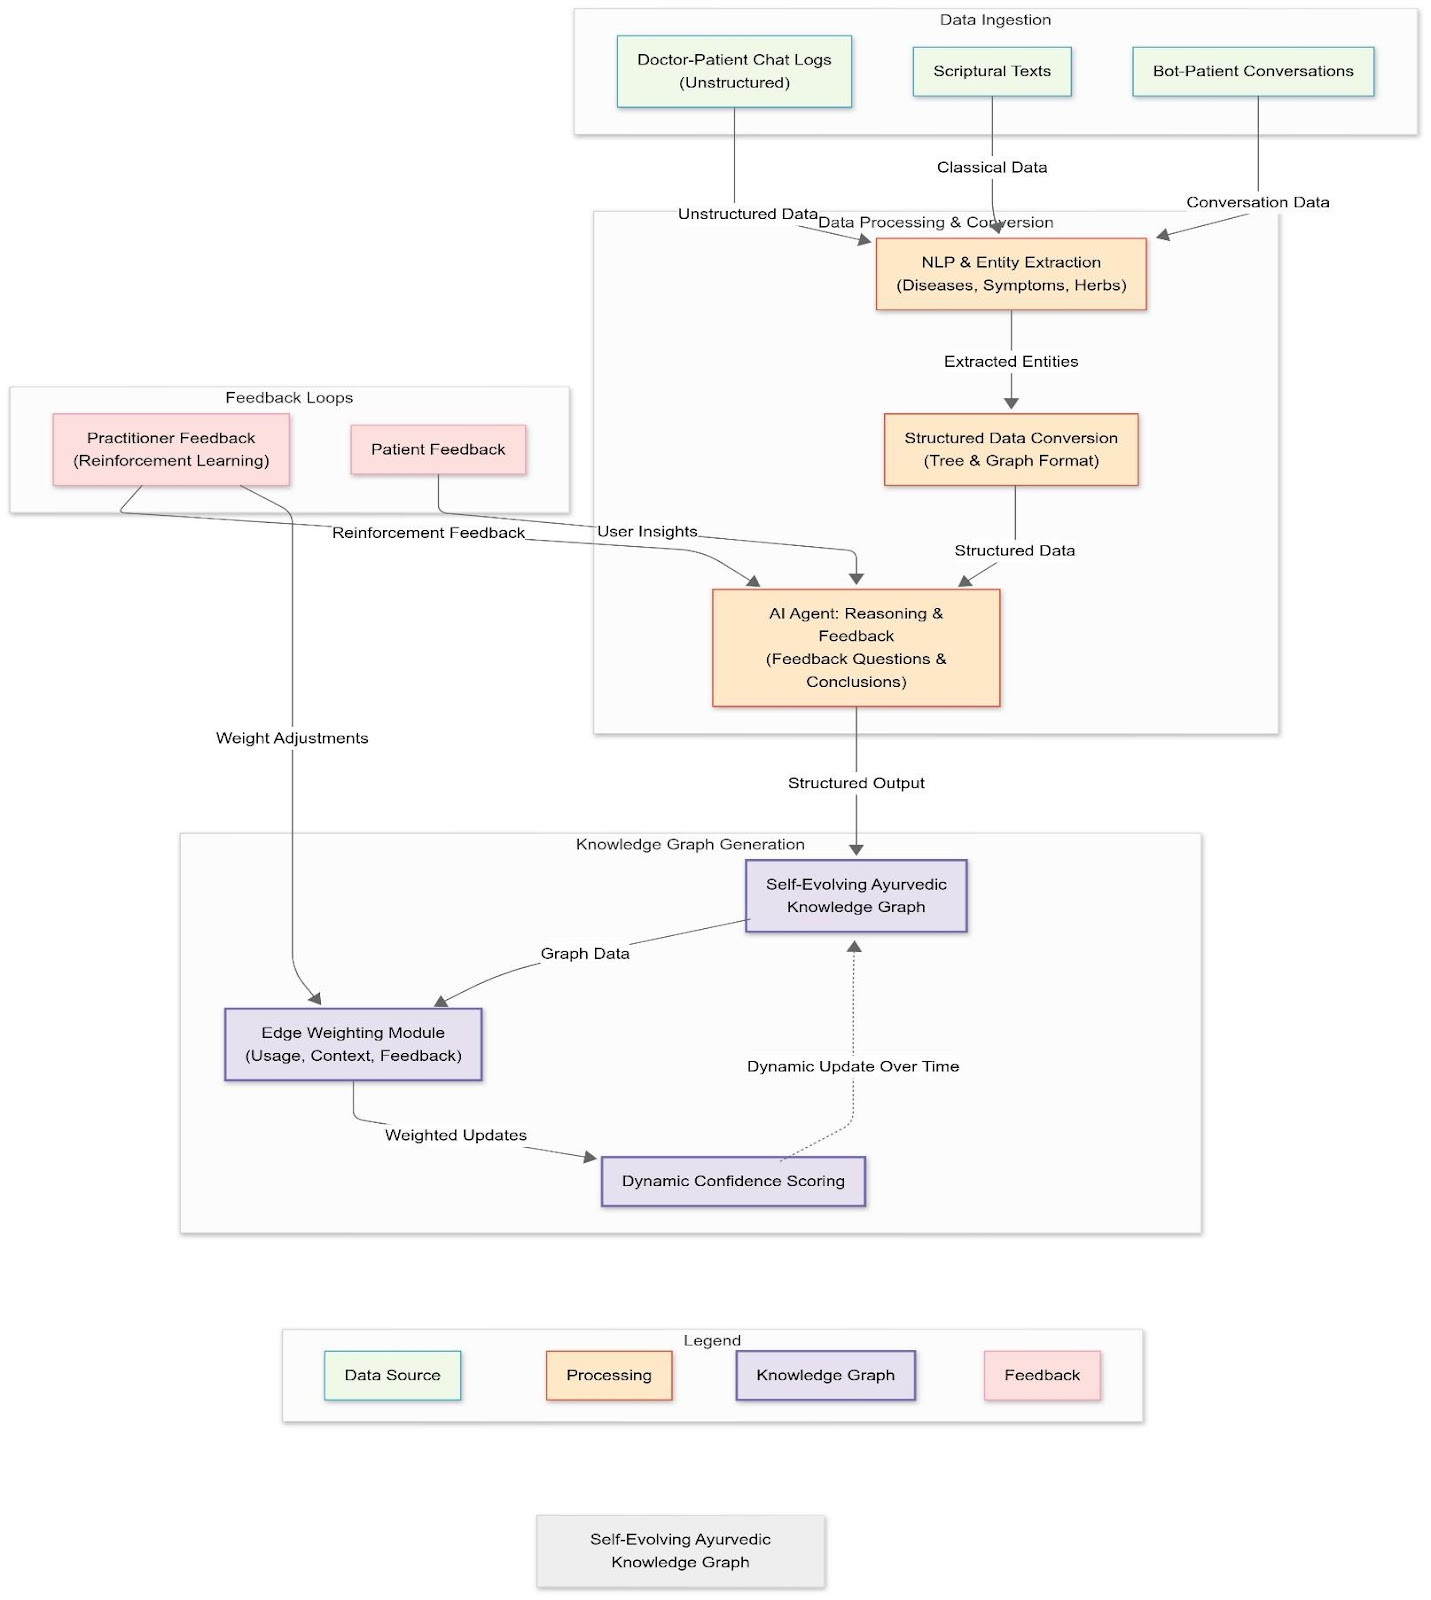 Data Ingestion
Doctor-Patient Chat Logs
(Unstructured)
Scriptural Texts
Bot-Patient Conversations
Classical Data
Unstructured Data
Conversation Data
Data Processing & Conversion
NLP & Entity Extraction
(Diseases, Symptoms, Herbs)
Extracted Entities
Feedback Loops
Practitioner Feedback
(Reinforcement Learning)
Patient Feedback
Structured Data Conversion
(Tree & Graph Format)
Reinforcement Feedback
User Insights
Structured Data
AI Agent: Reasoning &
Feedback
(Feedback Questions &
Conclusions)
Weight Adjustments
Structured Output
Knowledge Graph Generation
Self-Evolving Ayurvedic
Knowledge Graph
Graph Data
Edge Weighting Module
(Usage, Context, Feedback)
Dynamic Update Over Time
Weighted Updates
Dynamic Confidence Scoring
Legend
Data Source
Processing
Knowledge Graph
Feedback
Self-Evolving Ayurvedic
Knowledge Graph